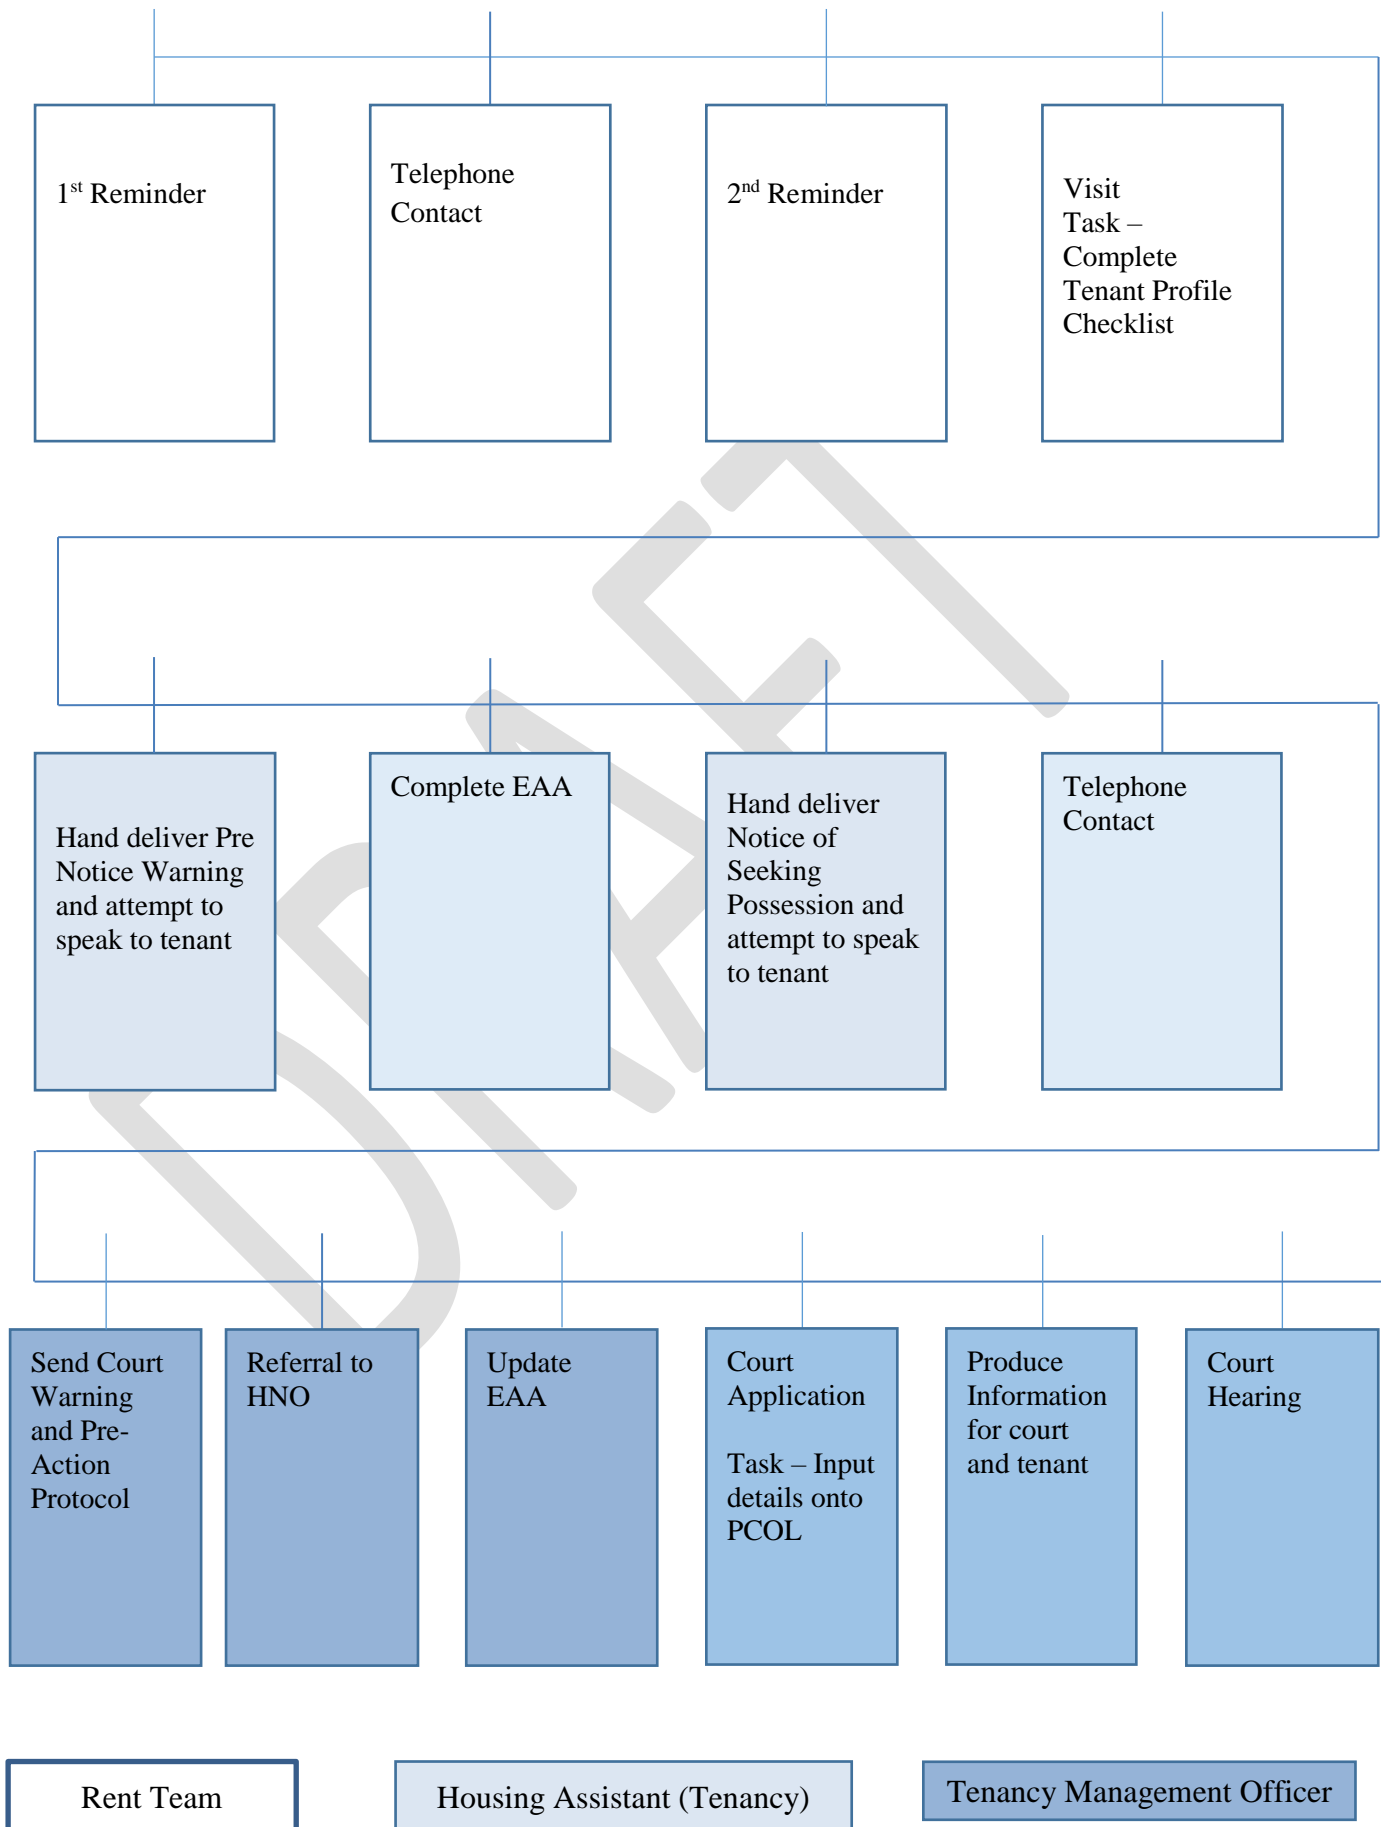 1st Reminder
Telephone
Contact
2nd Reminder
Visit
Task –
Complete
Tenant Profile
Checklist
Hand deliver Pre
Notice Warning
and attempt to
speak to tenant
Complete EAA
Hand deliver
Notice of
Seeking
Possession and
attempt to speak
to tenant
Telephone
Contact
Send Court
Warning
and Pre-
Action
Protocol
Referral to
HNO
Update
EAA
Court
Application
Task – Input
details onto
PCOL
Produce
Information
for court
and tenant
Court
Hearing
Rent Team
Housing Assistant (Tenancy)
Tenancy Management Officer
DRAFT